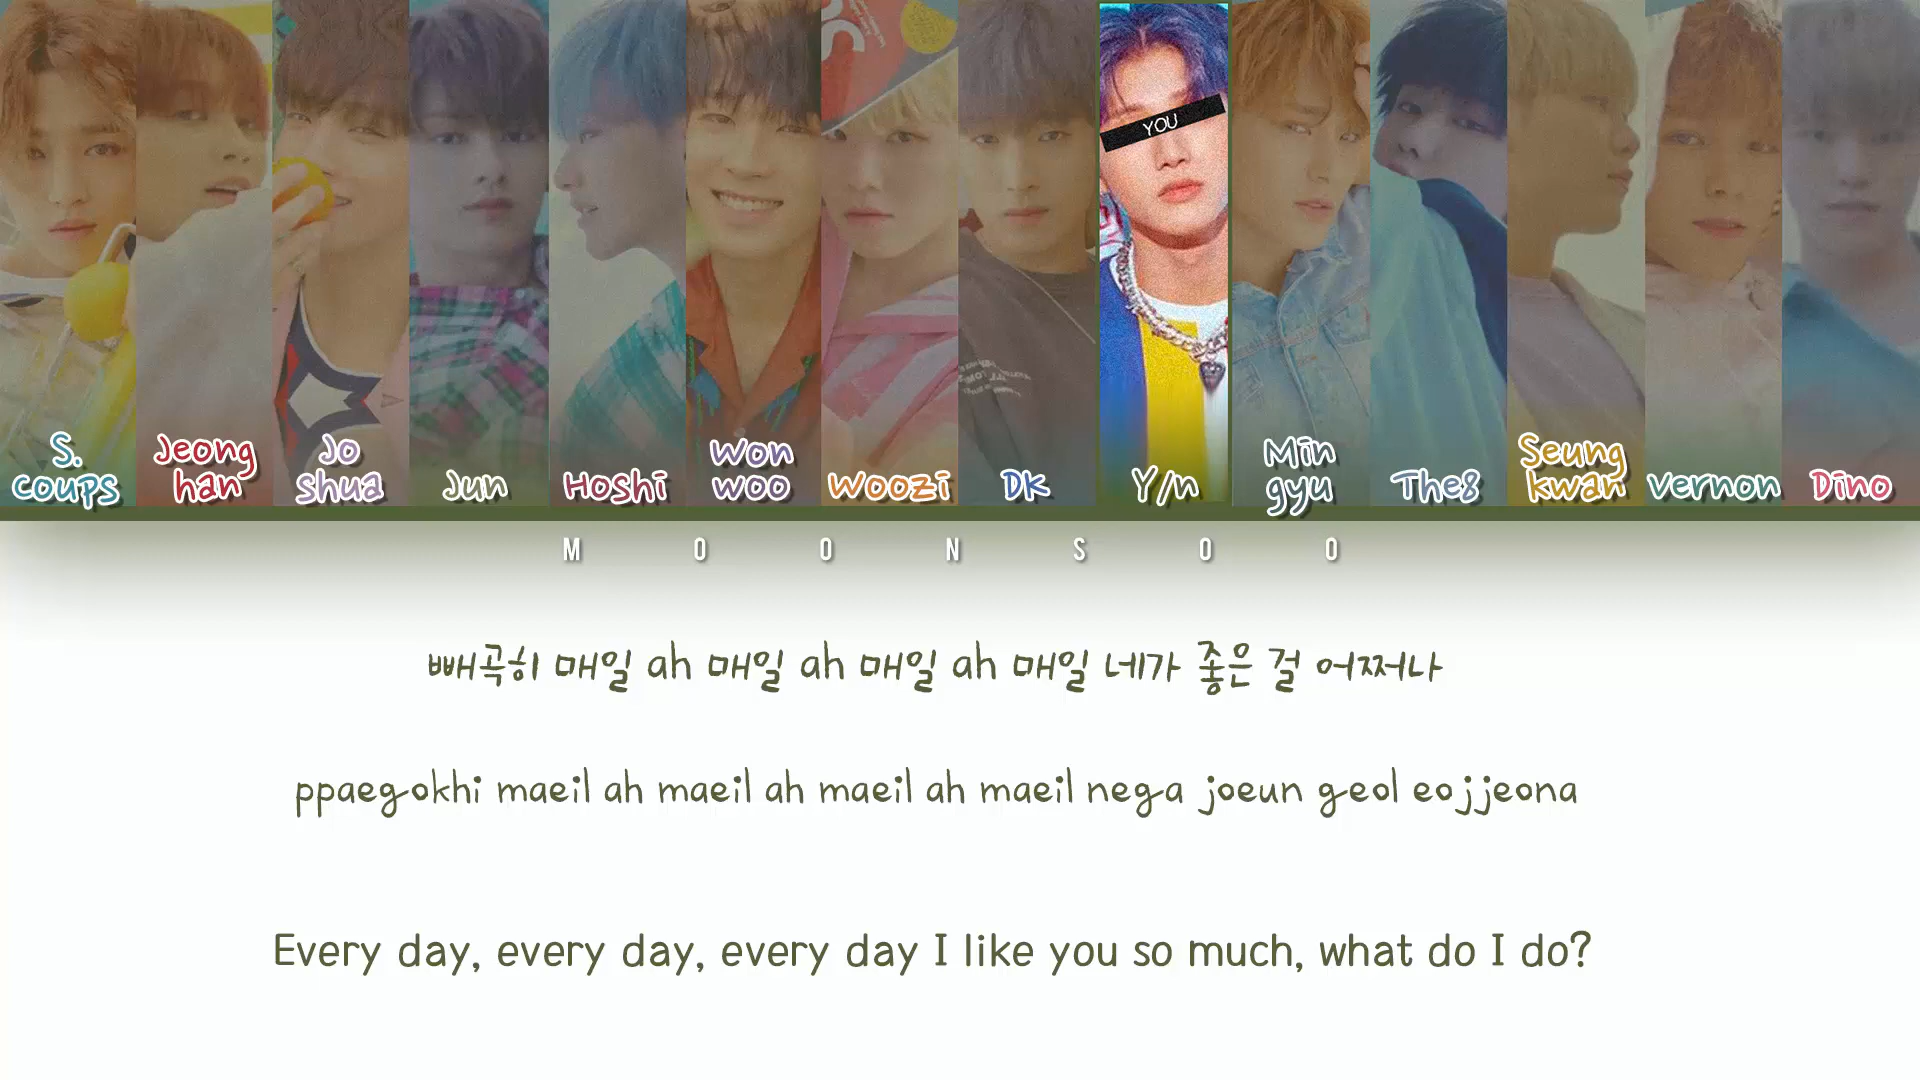 YOU
S.
coups
Jeong
han
Jo
shua
Jun
Hoshi
Won
woo
woozi
DK
Y/n
Min
gyu
The8
Seung
kwan
vernon
Dino
MOONSOO
빼곡히 매일 ah 매일 ah 매일 ah 매일 네가 좋은 걸 어쩌나
ppaegokhi maeil ah maeil ah maeil ah maeil nega joeun geol eojjeona
Every day, every day, every day I like you so much, what do I do?